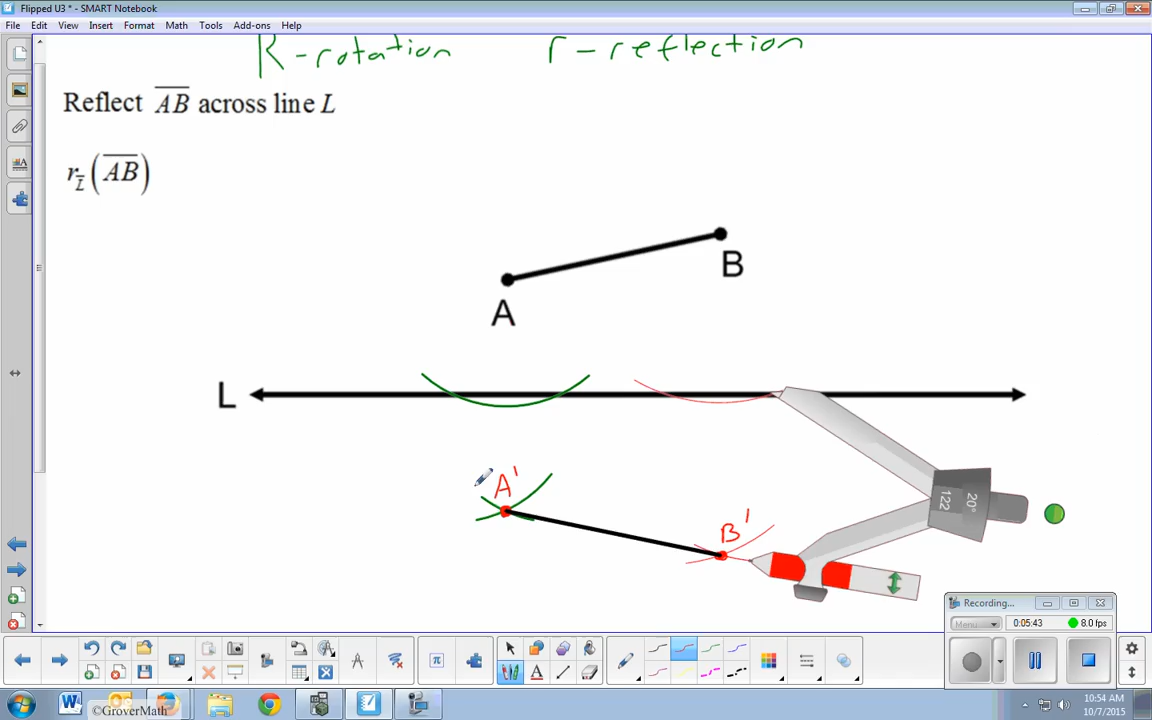 Flipped U3 * - SMART Notebook
File Edit View Insert Format Math Tools Add-ons Help
R - rotation r - reflection
Reflect AB across line L
r L (AB)
B
A
L
A'
B'
122 20°
Recording...
Menu 0:05:43 8.0 fps
A π
10:54 AM
10/7/2015
©GroverMath